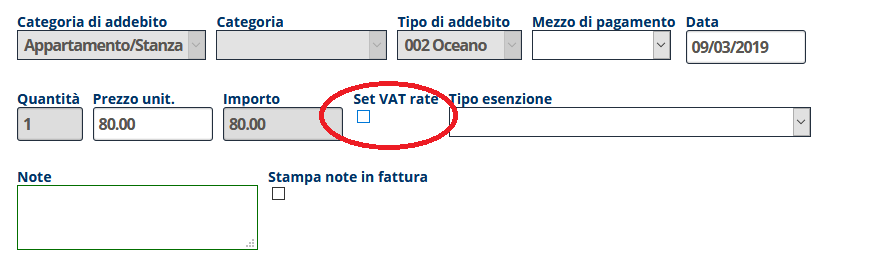 Categoria di addebito Categoria Tipo di addebito Mezzo di pagamento Data
Appartamento/Stanza 002 Oceano 09/03/2019
Quantità Prezzo unit. Importo Set VAT rate Tipo esenzione
1 80.00 80.00
Note Stampa note in fattura